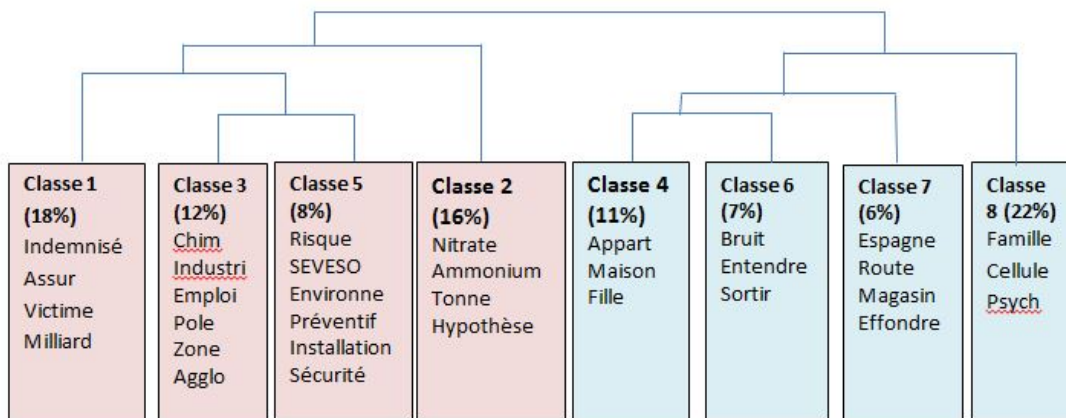 Classe 1
(18%)
Indemnisé
Assur
Victime
Milliard
Classe 3
(12%)
Chim
Industri
Emploi
Pole
Zone
Agglo
Classe 5
(8%)
Risque
SEVESO
Environne
Préventif
Installation
Sécurité
Classe 2
(16%)
Nitrate
Ammonium
Tonne
Hypothèse
Classe 4
(11%)
Appart
Maison
Fille
Classe 6
(7%)
Bruit
Entendre
Sortir
Classe 7
(6%)
Espagne
Route
Magasin
Effondre
Classe
8 (22%)
Famille
Cellule
Psych